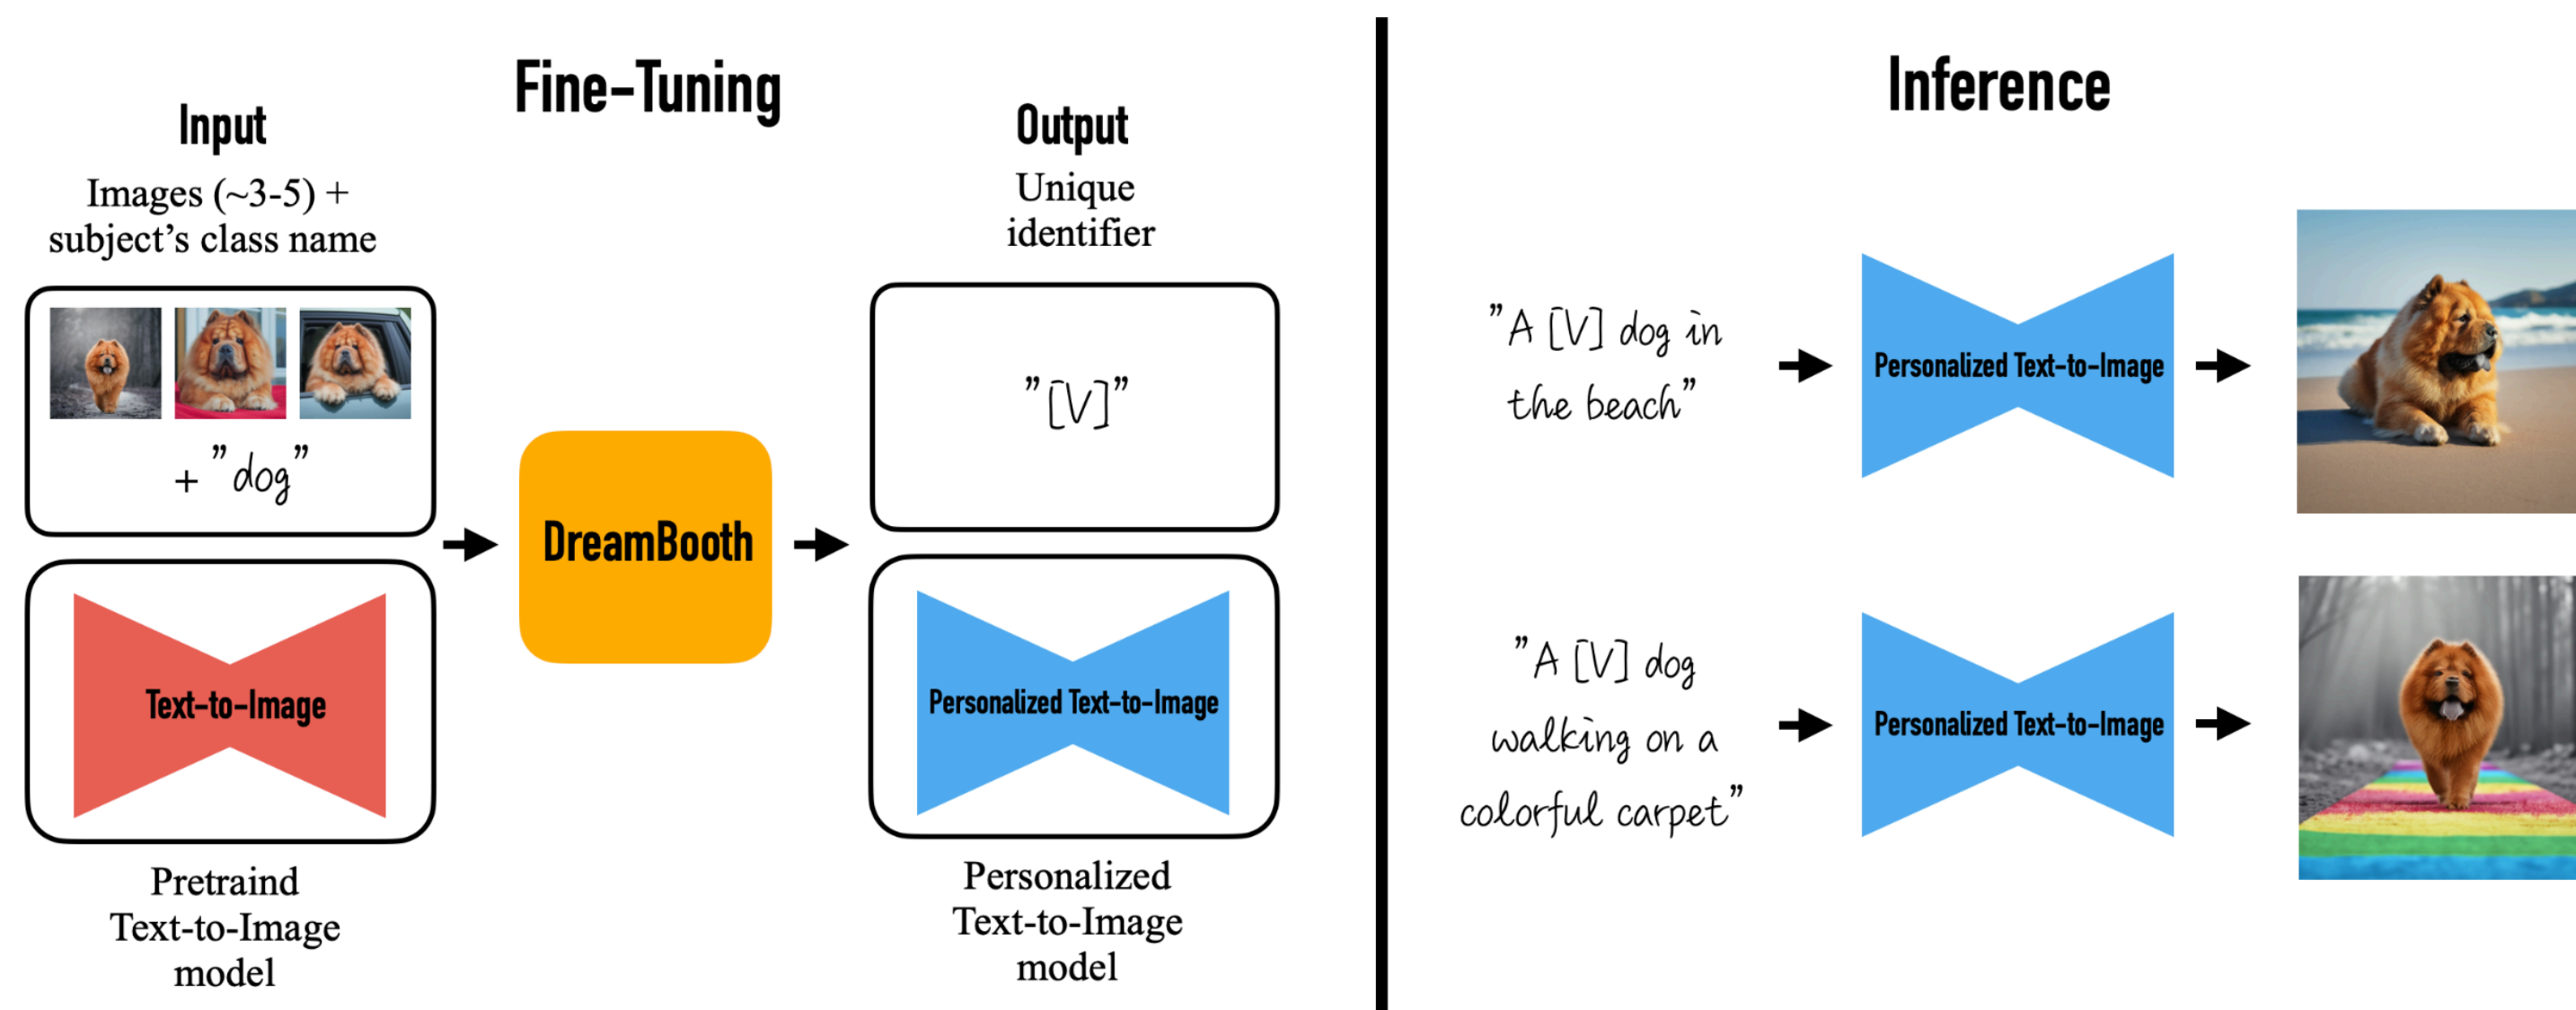 Fine-Tuning
Input
Images (~3-5) +
subject's class name
+ "dog"
Text-to-Image
Pretraind
Text-to-Image
model
DreamBooth
Output
Unique
identifier
"[V]"
Personalized Text-to-Image
Personalized
Text-to-Image
model
Inference
"A [V] dog in
the beach"
Personalized Text-to-Image
"A [V] dog
walking on a
colorful carpet"
Personalized Text-to-Image